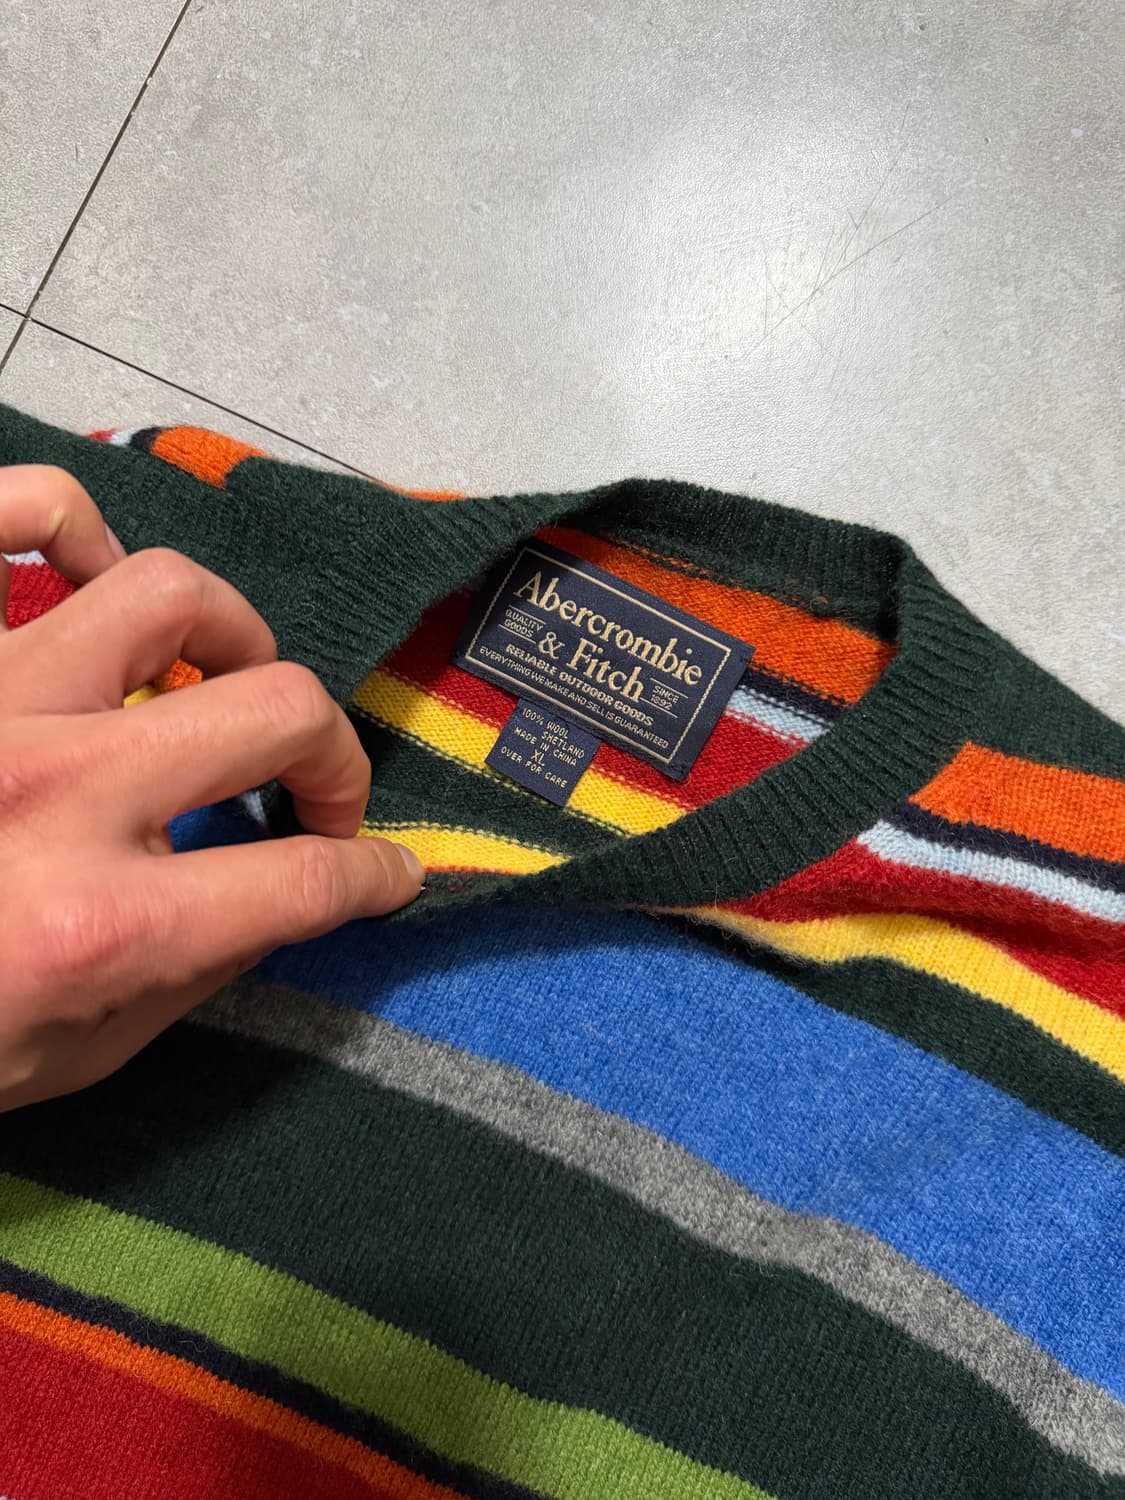 Abercrombie
QUALITY
GOODS
& Fitch
SINCE
1892
RELIABLE OUTDOOR GOODS
EVERYTHING WE MAKE AND SELL IS GUARANTEED
100% WOOL
SHETLAND
MADE IN CHINA
XL
OVER FOR CARE